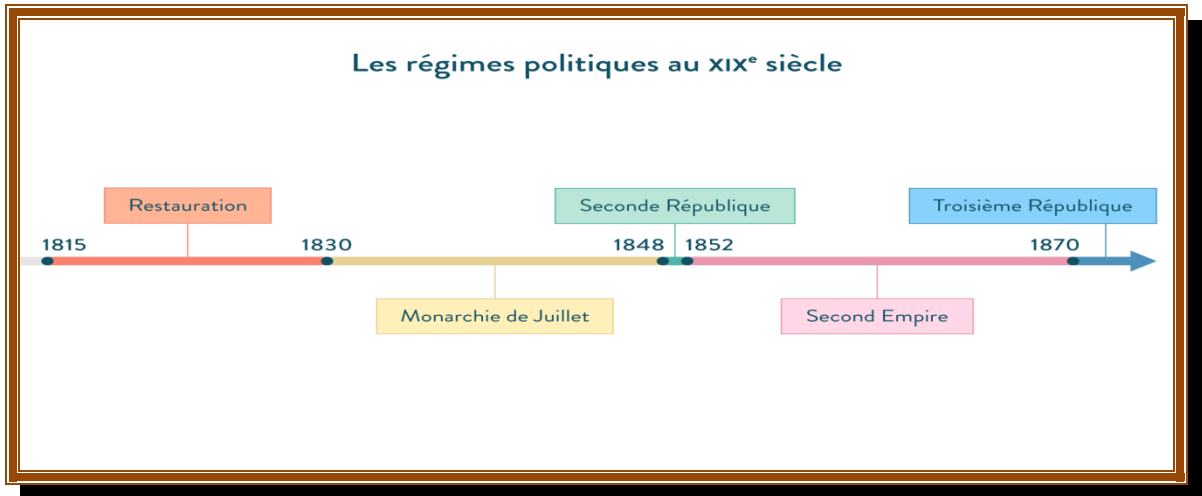 Les régimes politiques au XIXe siècle
Restauration
Seconde République
Troisième République
1815
1830
1848
1852
1870
Monarchie de Juillet
Second Empire